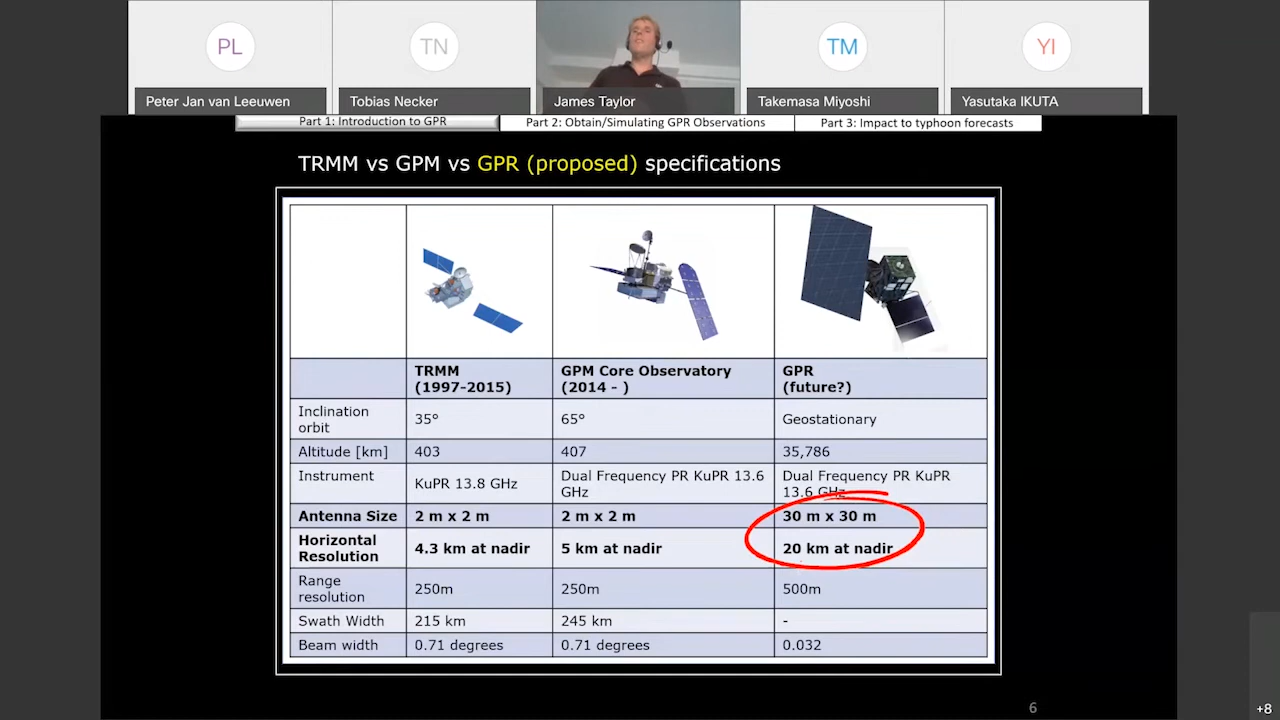 PL
TN
TM
YI
Peter Jan van Leeuwen
Tobias Necker
James Taylor
Takemasa Miyoshi
Yasutaka IKUTA
Part 1: Introduction to GPR
Part 2: Obtain/Simulating GPR Observations
Part 3: Impact to typhoon forecasts
TRMM vs GPM vs GPR (proposed) specifications
TRMM
(1997-2015)
GPM Core Observatory
(2014 - )
GPR
(future?)
Inclination
orbit
35°
65°
Geostationary
Altitude [km]
403
407
35,786
Instrument
KuPR 13.8 GHz
Dual Frequency PR KuPR 13.6
GHz
Dual Frequency PR KuPR
13.6 GHz
Antenna Size
2 m x 2 m
2 m x 2 m
30 m x 30 m
Horizontal
Resolution
4.3 km at nadir
5 km at nadir
20 km at nadir
Range
resolution
250m
250m
500m
Swath Width
215 km
245 km
-
Beam width
0.71 degrees
0.71 degrees
0.032
6
+8